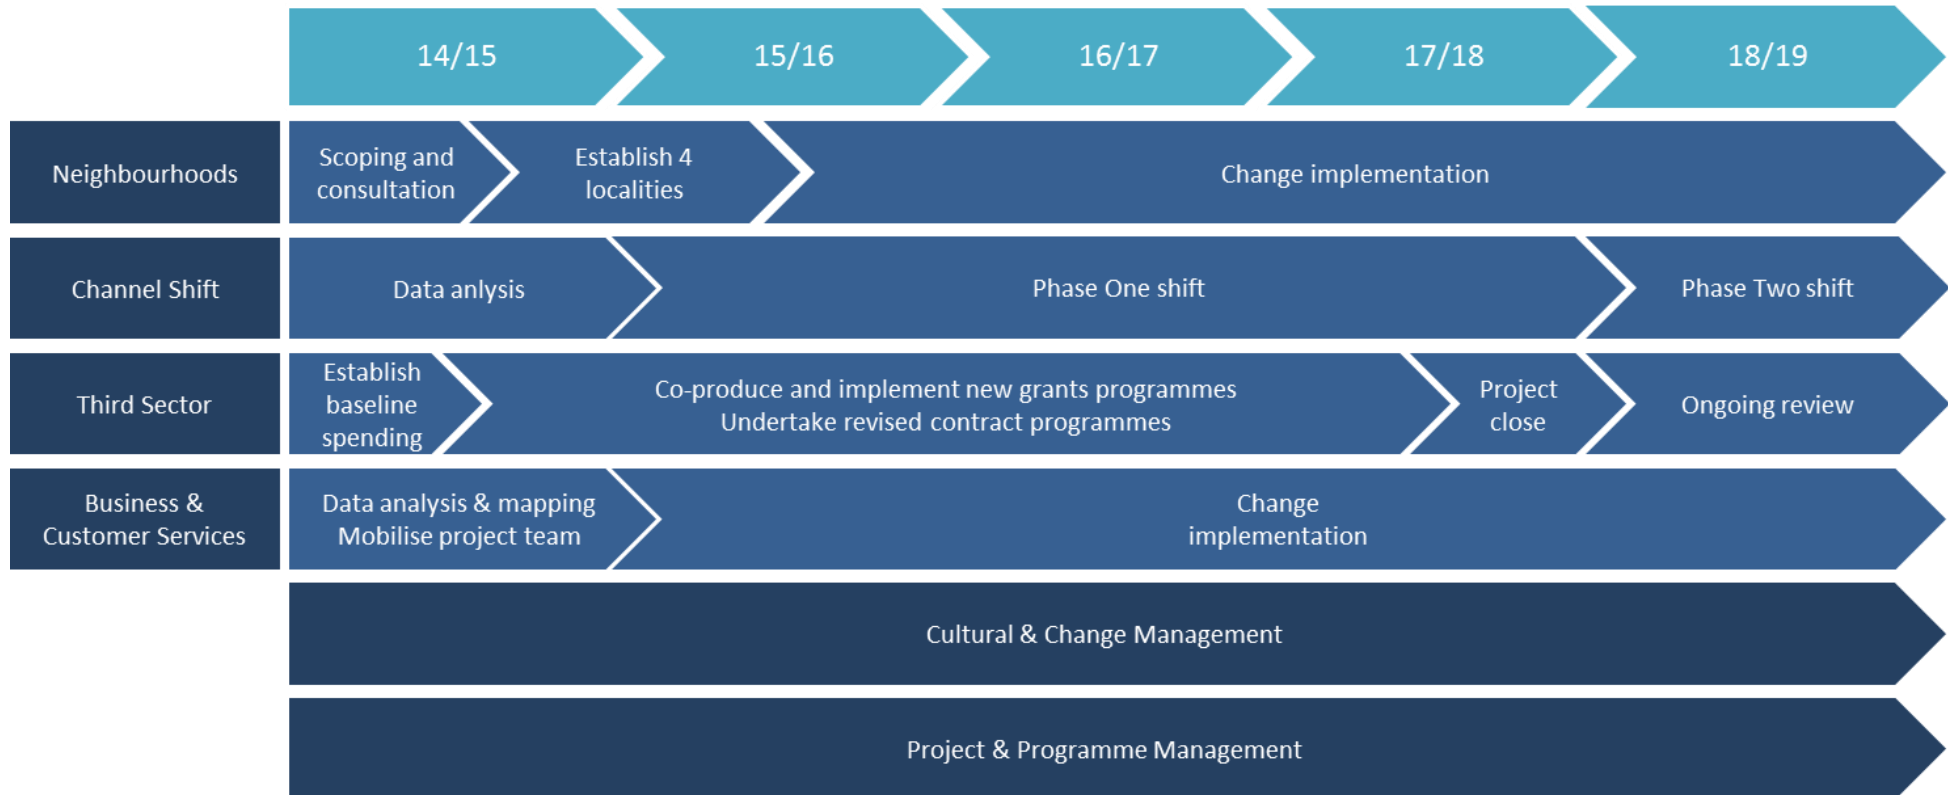 14/15
15/16
16/17
17/18
18/19
Neighbourhoods
Scoping and
consultation
Establish 4
localities
Change implementation
Channel Shift
Data anlysis
Phase One shift
Phase Two shift
Third Sector
Establish
baseline
spending
Co-produce and implement new grants programmes
Undertake revised contract programmes
Project
close
Ongoing review
Business &
Customer Services
Data analysis & mapping
Mobilise project team
Change
implementation
Cultural & Change Management
Project & Programme Management